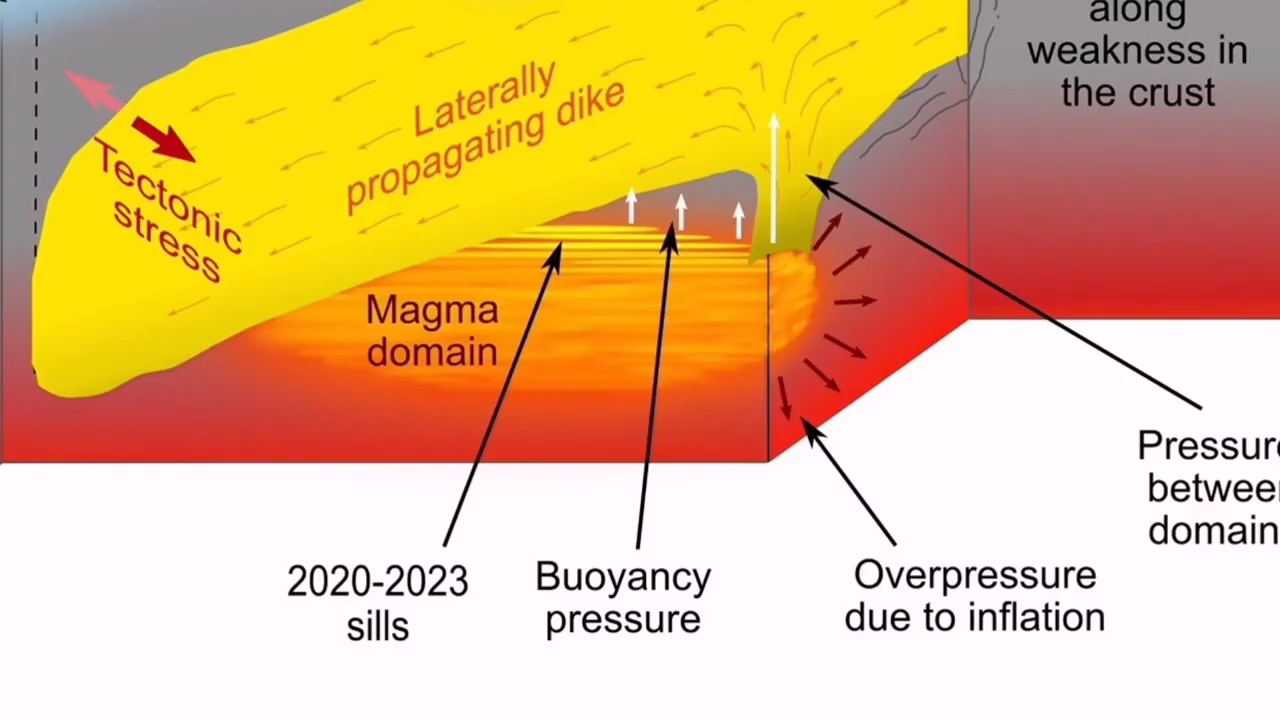 along
weakness in
the crust
Laterally
propagating dike
Tectonic
stress
Magma
domain
2020-2023
sills
Buoyancy
pressure
Overpressure
due to inflation